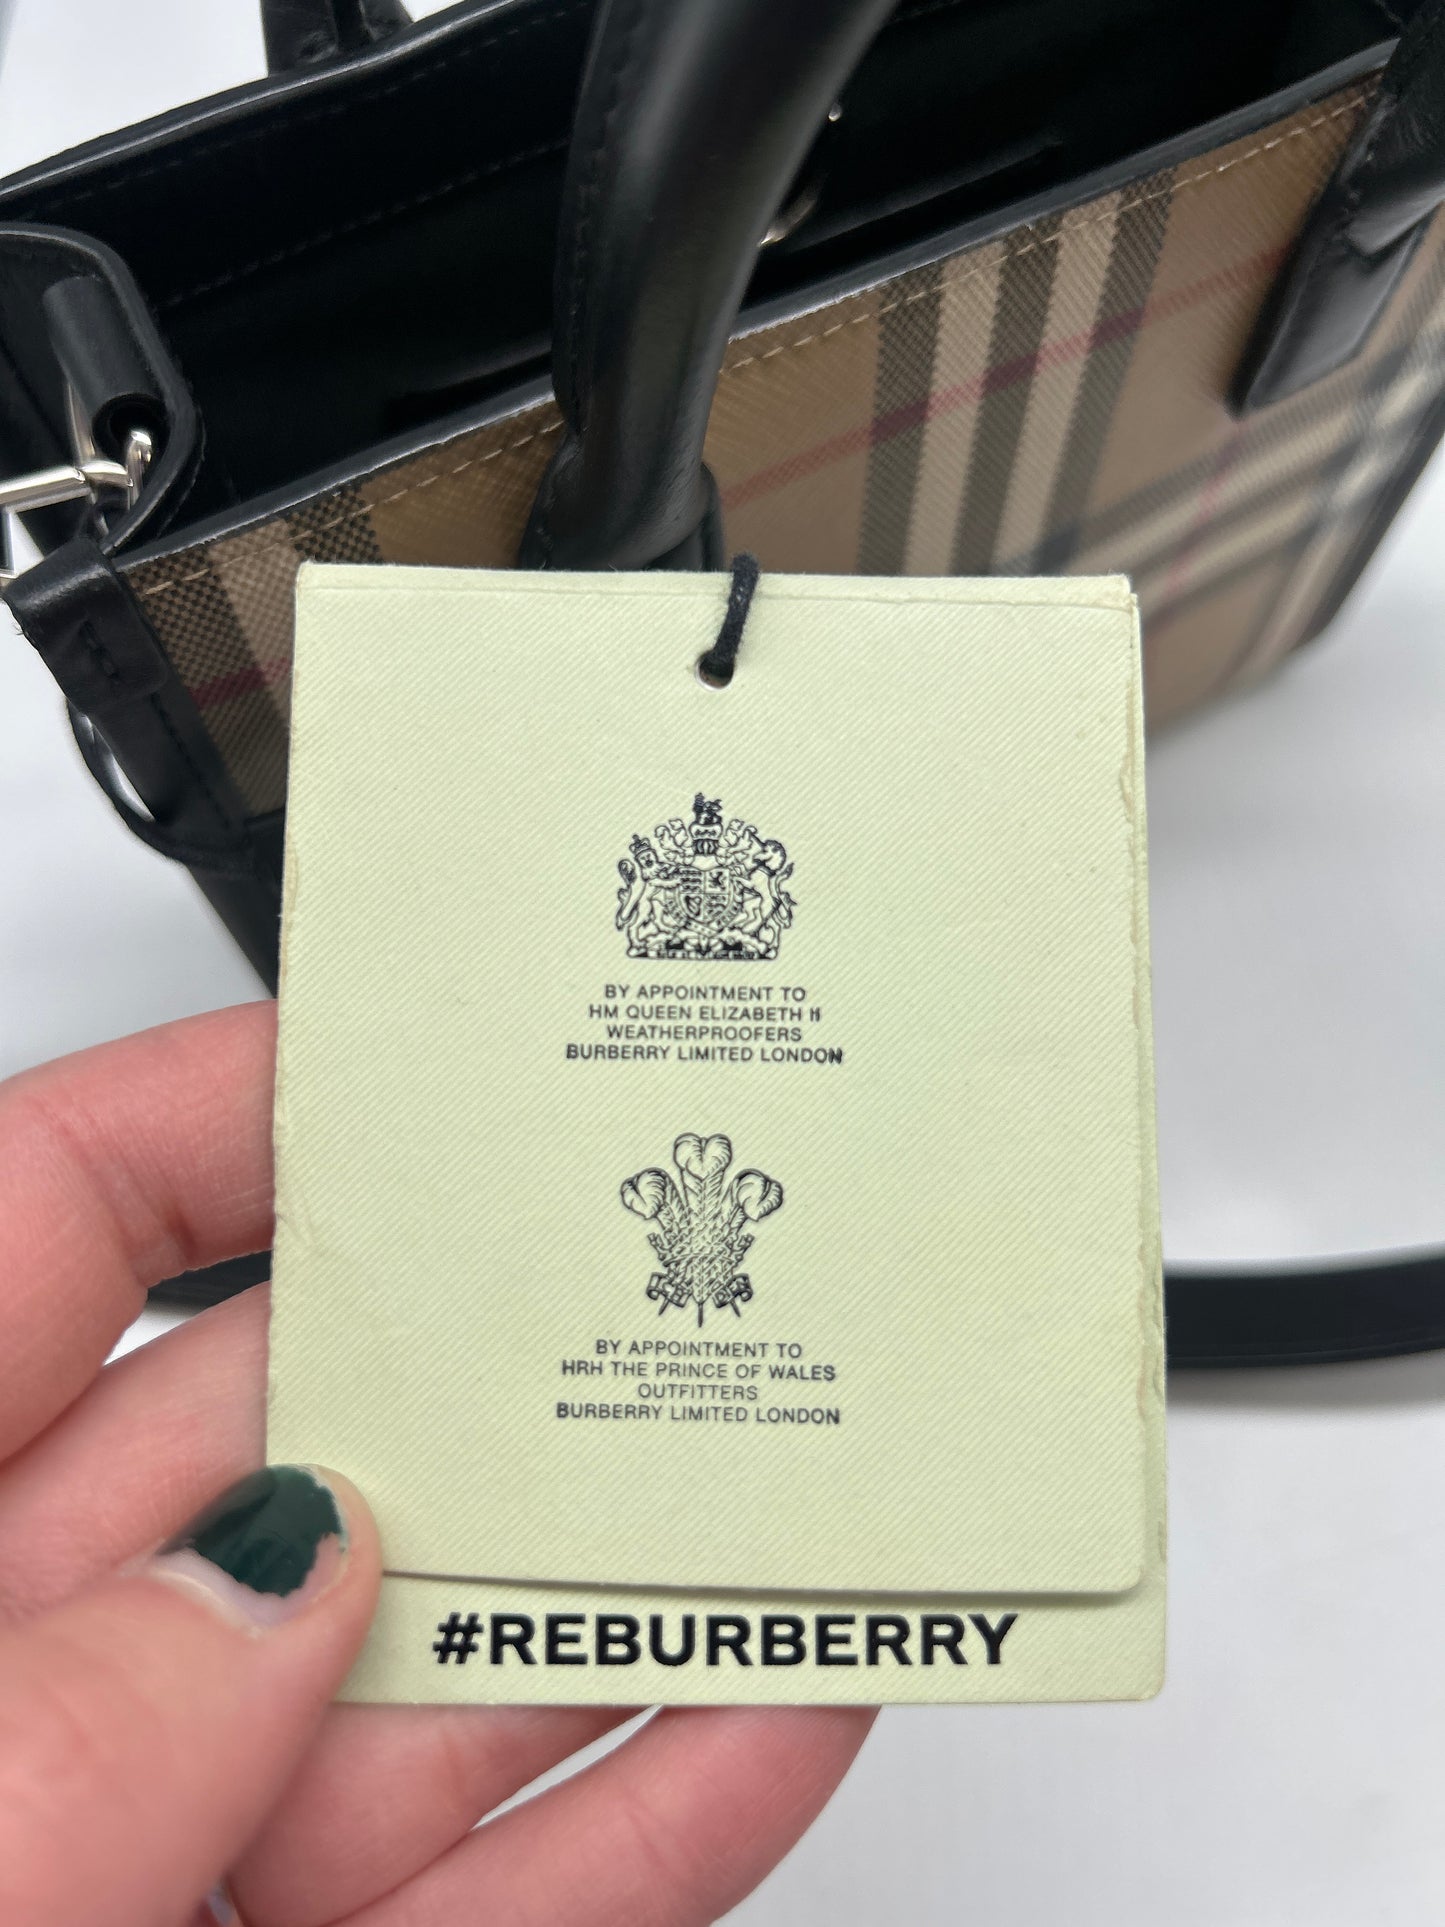 BY APPOINTMENT TO
HM QUEEN ELIZABETH II
WEATHERPROOFERS
BURBERRY LIMITED LONDON
BY APPOINTMENT TO
HRH THE PRINCE OF WALES
OUTFITTERS
BURBERRY LIMITED LONDON
#REBURBERRY